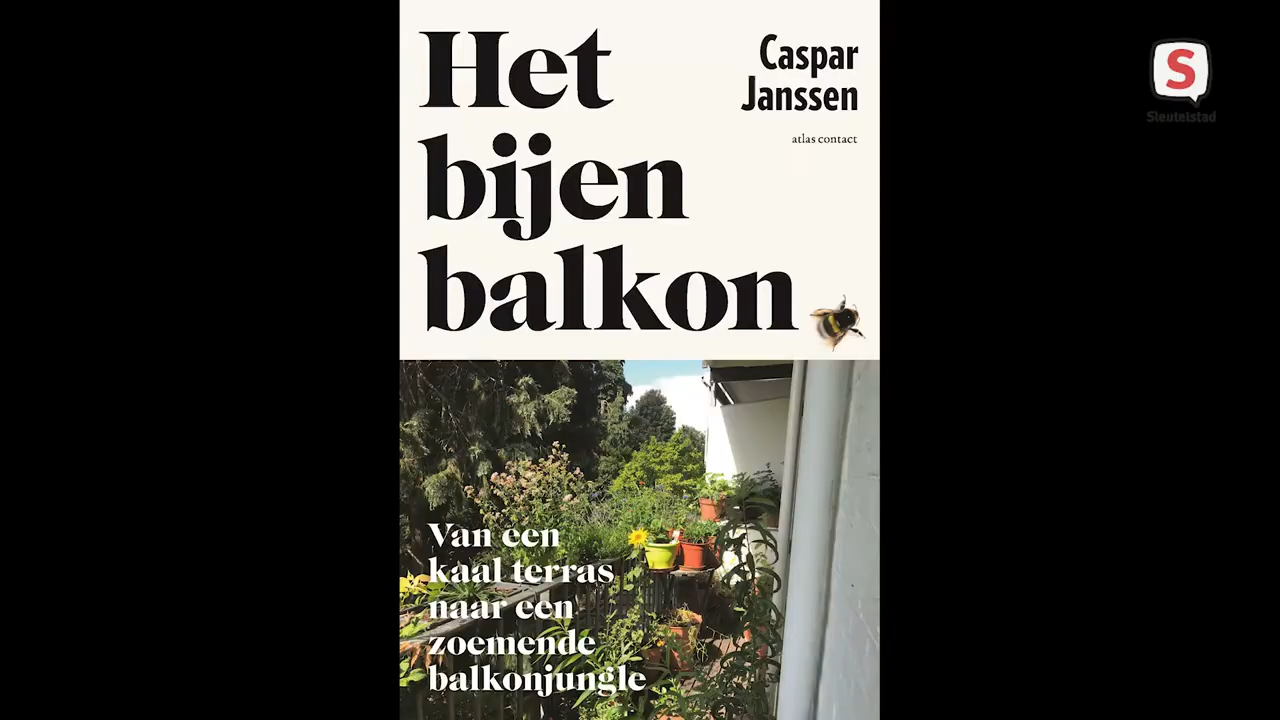 Het
bijen
balkon
Caspar
Janssen
atlas contact
Van een
kaal terras
naar een
zoemende
balkonjungle
S
Sleutelstad